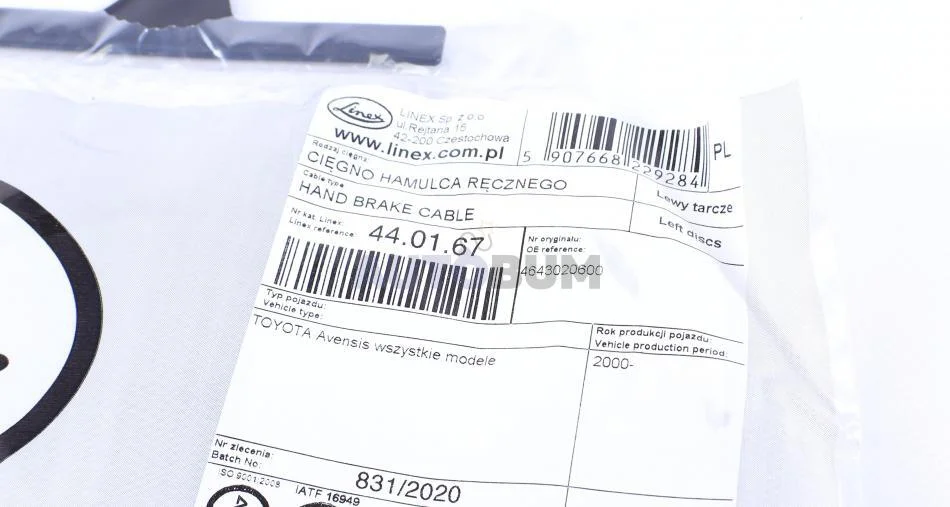 Linex
LINEX Sp z o.o
ul Rejtana 15
42-200 Częstochowa
www.linex.com.pl
5 907668 229284
PL
Rodzaj cięgna:
CIĘGNO HAMULCA RĘCZNEGO
Lewy tarcze
Cable type
HAND BRAKE CABLE
Left discs
Nr kat. Linex:
Linex reference:
44.01.67
Nr oryginału:
OE reference:
4643020600
Typ pojazdu:
Vehicle type:
TOYOTA Avensis wszystkie modele
Rok produkcji pojazdu:
Vehicle production period:
2000-
Nr zlecenia:
Batch No:
831/2020
ISO 9001:2008
IATF 16949